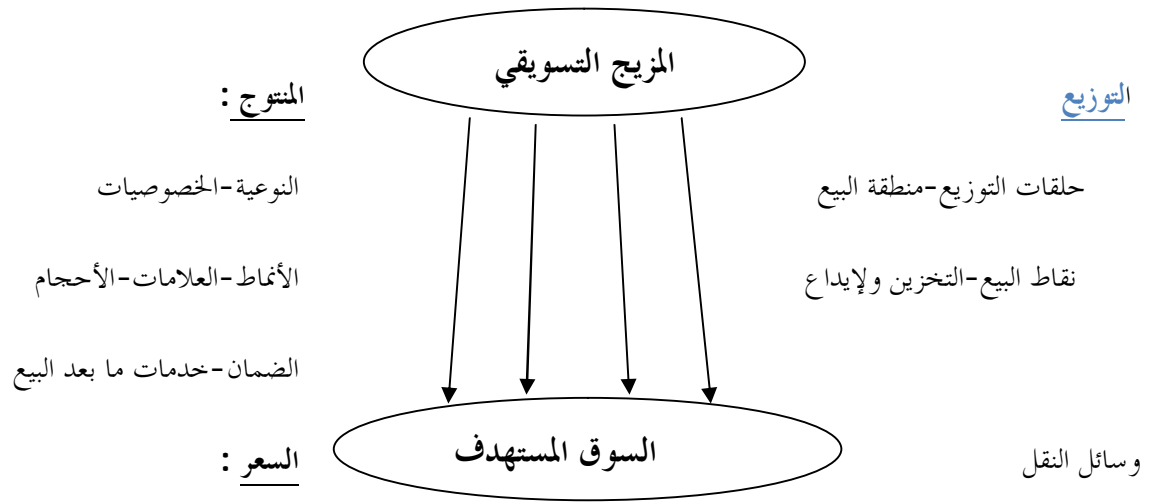 المزيج التسويقي
التوزيع
المنتوج :
حلقات التوزيع-منطقة البيع
النوعية-الخصوصيات
نقاط البيع-التخزين ولإيداع
الأنماط-العلامات-الأحجام
الضمان-خدمات ما بعد البيع
السوق المستهدف
وسائل النقل
السعر :